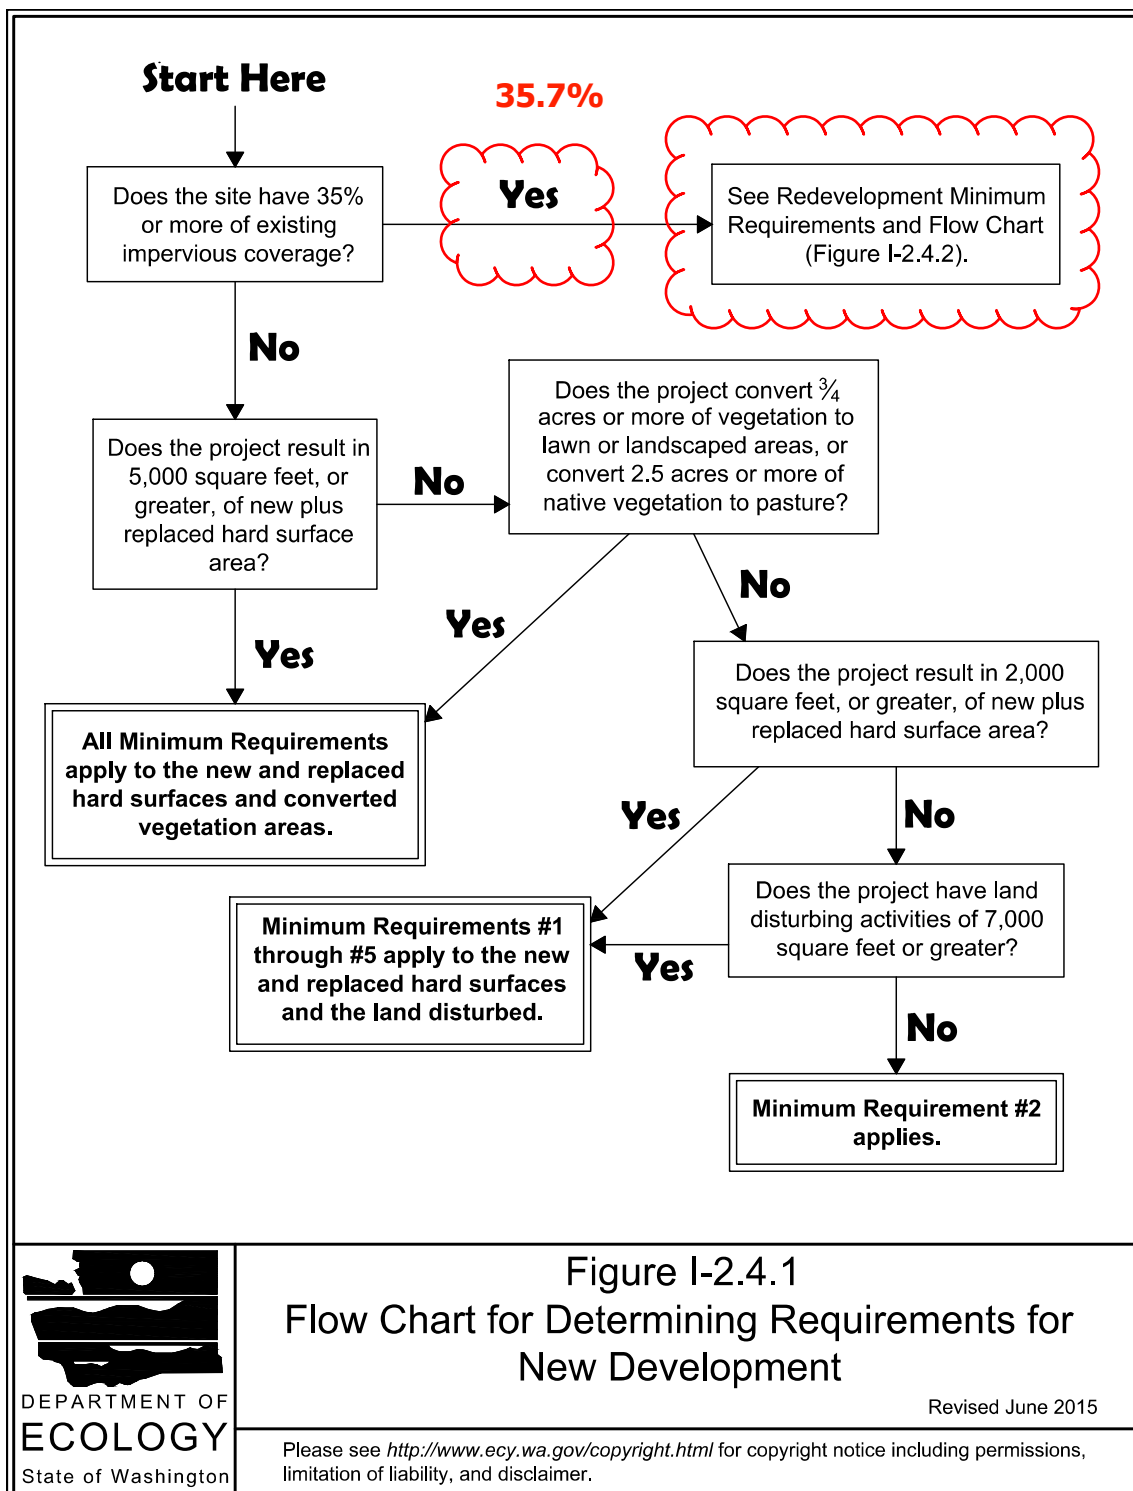 Start Here
35.7%
Does the site have 35%
or more of existing
impervious coverage?
Yes
See Redevelopment Minimum
Requirements and Flow Chart
(Figure I-2.4.2).
No
Does the project convert ¾
acres or more of vegetation to
lawn or landscaped areas, or
convert 2.5 acres or more of
native vegetation to pasture?
Does the project result in
5,000 square feet, or
greater, of new plus
replaced hard surface
area?
No
No
Yes
Yes
Does the project result in 2,000
square feet, or greater, of new plus
replaced hard surface area?
All Minimum Requirements
apply to the new and replaced
hard surfaces and converted
vegetation areas.
Yes
No
Does the project have land
disturbing activities of 7,000
square feet or greater?
Minimum Requirements #1
through #5 apply to the new
and replaced hard surfaces
and the land disturbed.
Yes
No
Minimum Requirement #2
applies.
Figure I-2.4.1
Flow Chart for Determining Requirements for
New Development
Revised June 2015
DEPARTMENT OF
ECOLOGY
State of Washington
Please see http://www.ecy.wa.gov/copyright.html for copyright notice including permissions,
limitation of liability, and disclaimer.